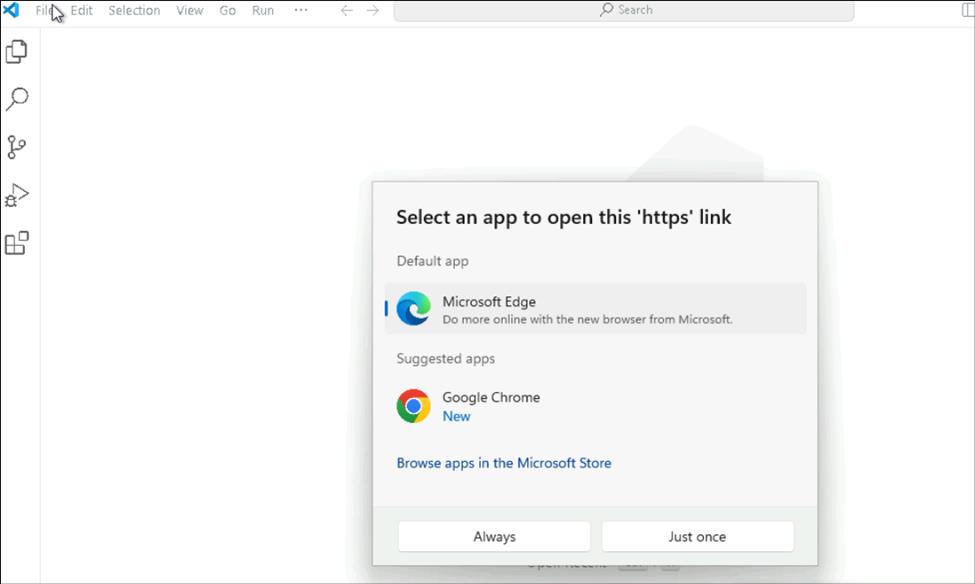 File Edit Selection View Go Run ... Search
Select an app to open this 'https' link
Default app
Microsoft Edge
Do more online with the new browser from Microsoft.
Suggested apps
Google Chrome
New
Browse apps in the Microsoft Store
Always Just once
Open Recent